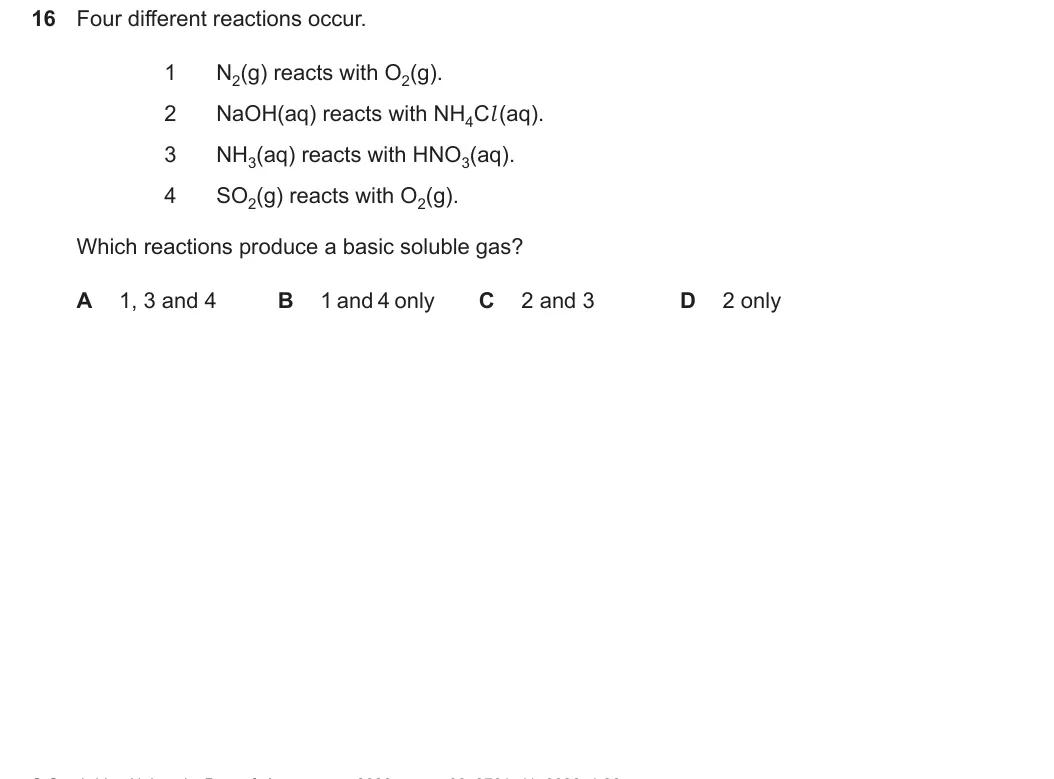 16 Four different reactions occur.
1 N₂(g) reacts with O₂(g).
2 NaOH(aq) reacts with NH₄Cl(aq).
3 NH₃(aq) reacts with HNO₃(aq).
4 SO₂(g) reacts with O₂(g).
Which reactions produce a basic soluble gas?
A 1, 3 and 4 B 1 and 4 only C 2 and 3 D 2 only